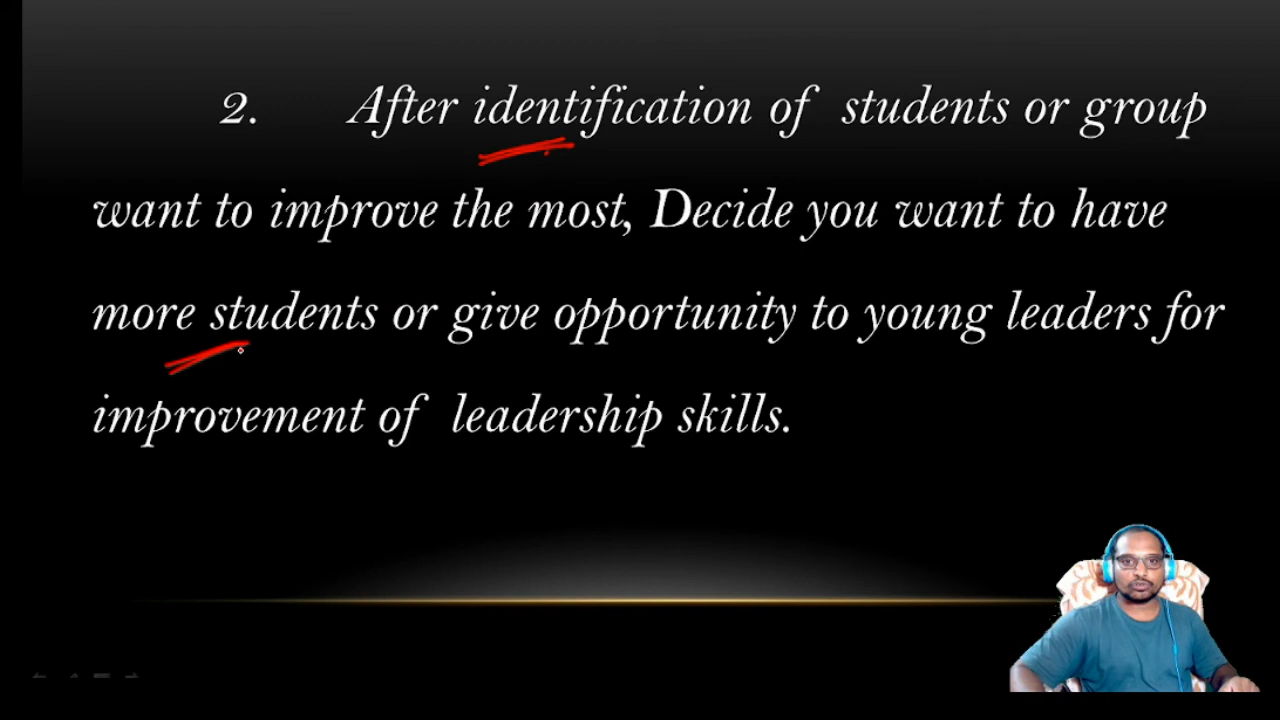 2. After identification of students or group
want to improve the most, Decide you want to have
more students or give opportunity to young leaders for
improvement of leadership skills.